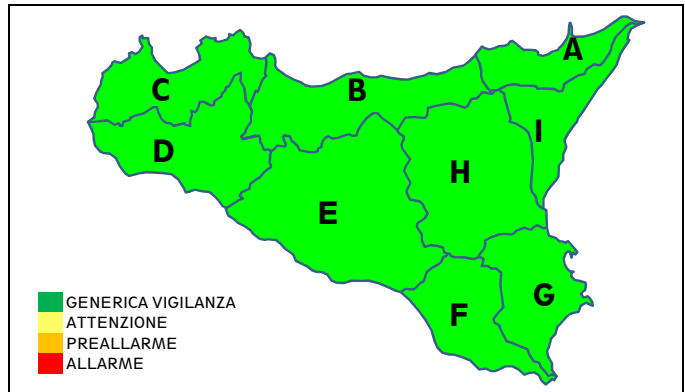 A
C
B
I
D
H
E
G
F
GENERICA VIGILANZA
ATTENZIONE
PREALLARME
ALLARME